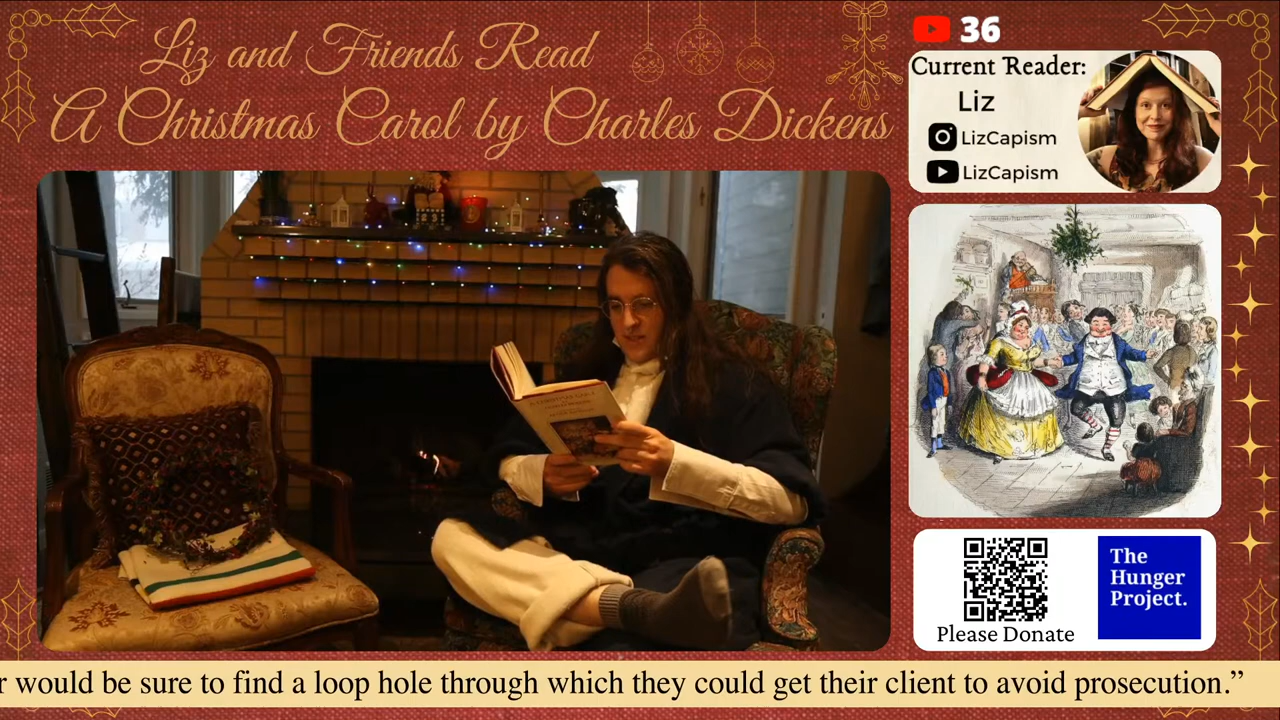 Liz and Friends Read
A Christmas Carol by Charles Dickens
36
Current Reader:
Liz
LizCapism
LizCapism
The
Hunger
Project.
Please Donate
would be sure to find a loop hole through which they could get their client to avoid prosecution.”